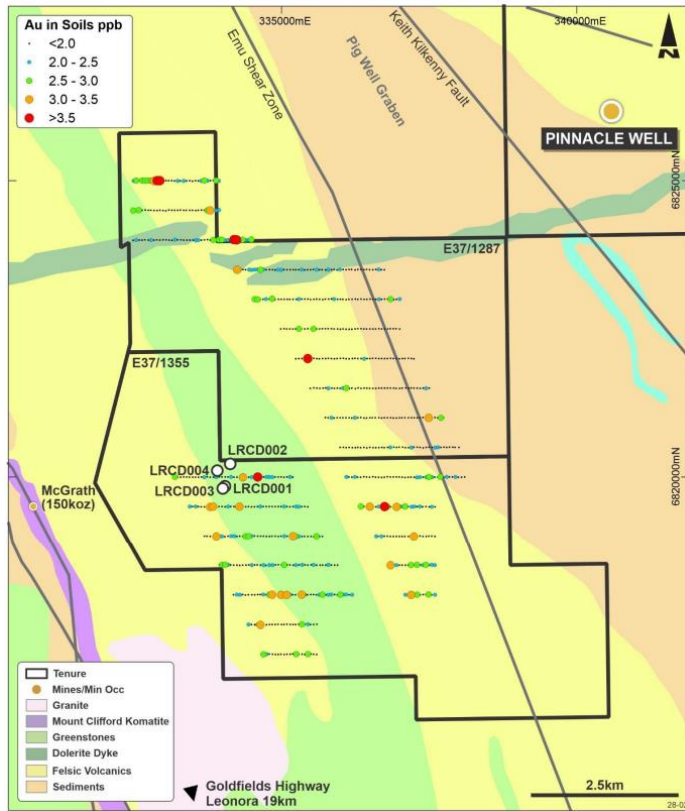 335000mE
340000mE
Au in Soils ppb
<2.0
2.0 - 2.5
2.5 - 3.0
3.0 - 3.5
>3.5
Emu Shear Zone
Pig Well Graben
Keith Kilkenny Fault
N
PINNACLE WELL
6825000mN
E37/1287
E37/1355
LRCD002
LRCD004
LRCD003
LRCD001
6820000mN
McGrath
(150koz)
Tenure
Mines/Min Occ
Granite
Mount Clifford Komatite
Greenstones
Dolerite Dyke
Felsic Volcanics
Sediments
Goldfields Highway
Leonora 19km
2.5km